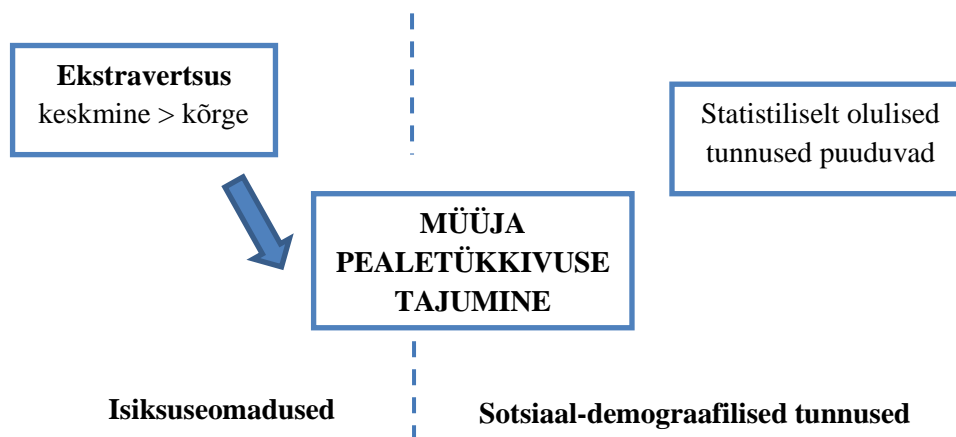 Ekstravertsus
keskmine > kõrge
Statistiliselt olulised
tunnused puuduvad
MÜÜJA
PEALETÜKKIVUSE
TAJUMINE
Isiksuseomadused
Sotsiaal-demograafilised tunnused